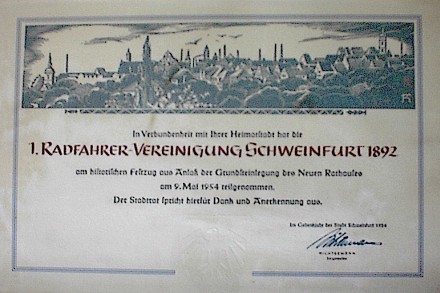 In Verbundenheit mit Ihrer Heimatstadt hat die
1. RADFAHRER-VEREINIGUNG SCHWEINFURT 1892
am historischen Festzug aus Anlaß der Grundsteinlegung des Neuen Rathauses
am 9. Mai 1954 teilgenommen.
Der Stadtrat spricht hierfür Dank und Anerkennung aus.
Im Gedenkjahr der Stadt Schweinfurt 1954